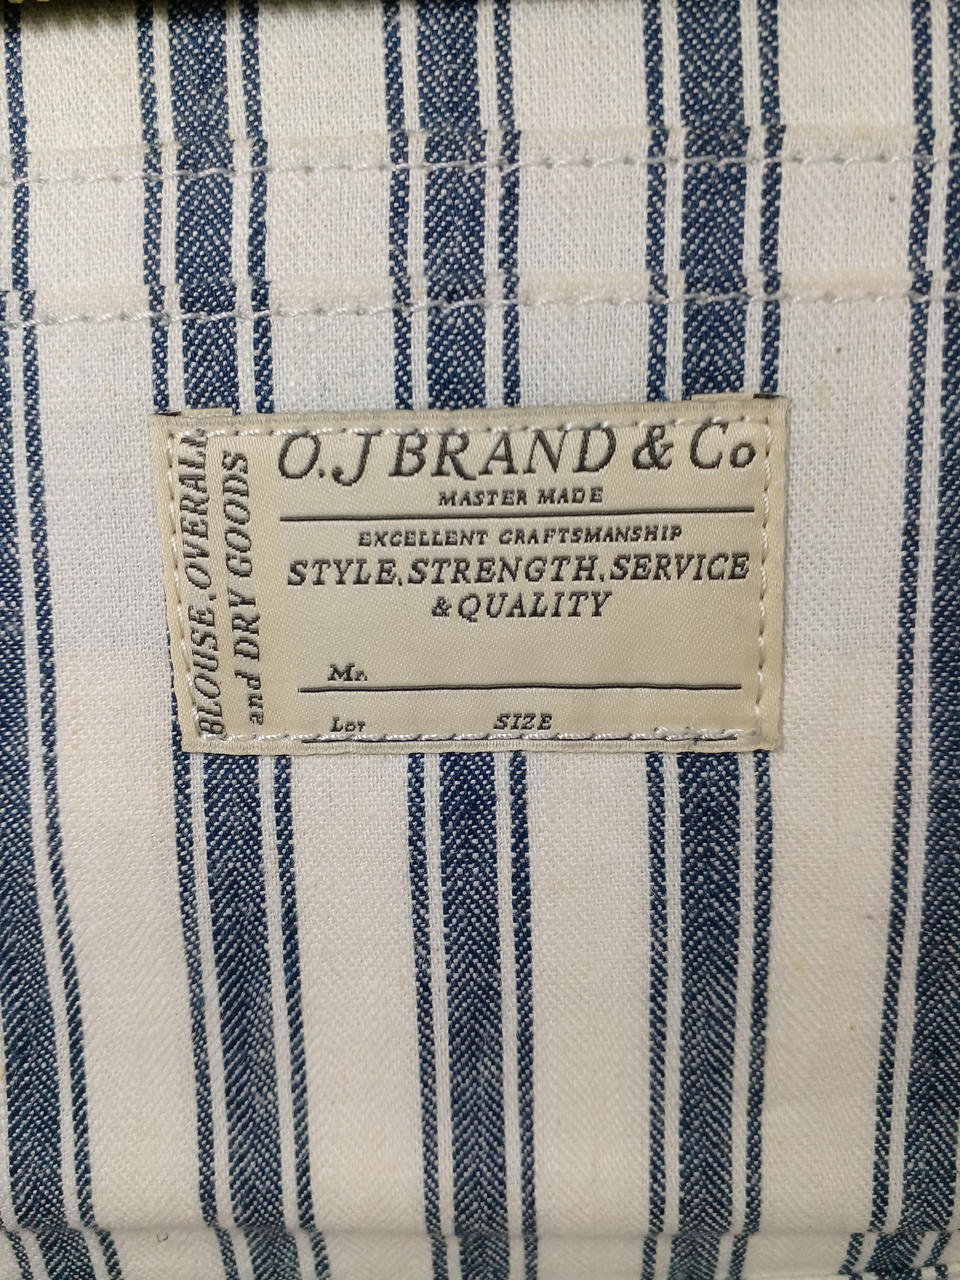 O.J BRAND & Co
MASTER MADE
EXCELLENT CRAFTSMANSHIP
STYLE, STRENGTH, SERVICE
& QUALITY
Mr.
Lot SIZE
BLOUSE, OVERALL
and DRY GOODS